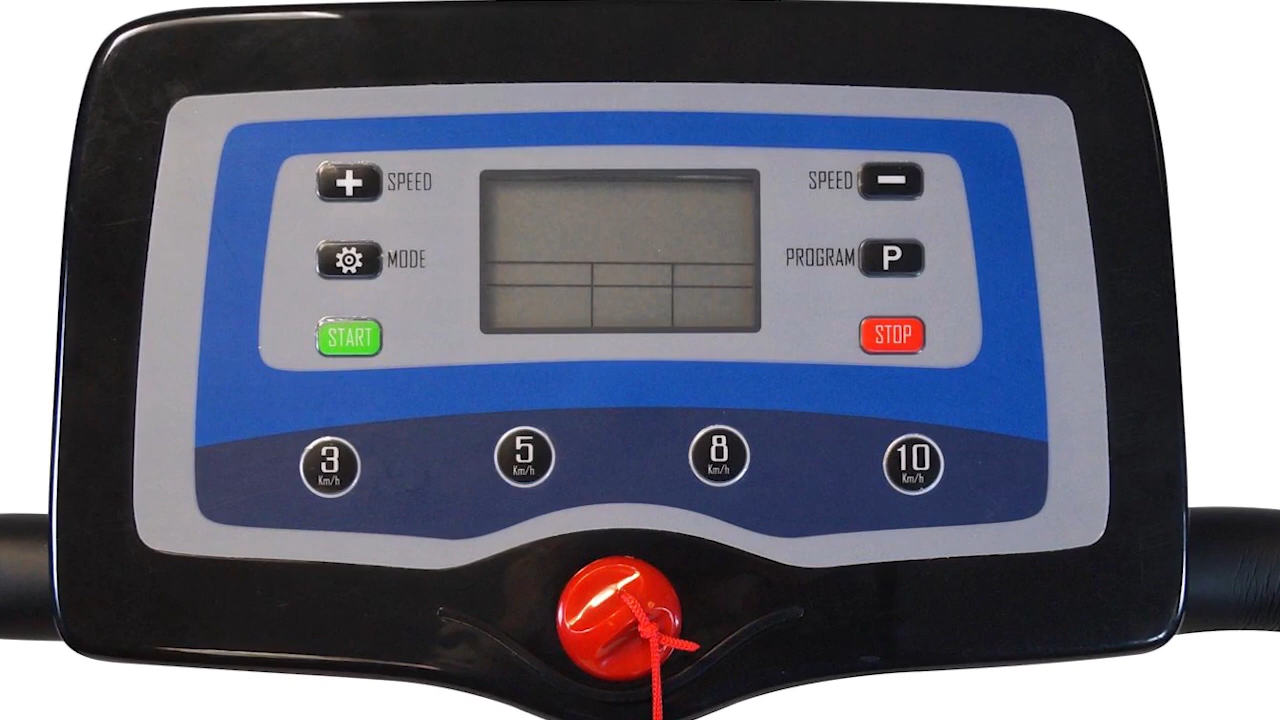 + SPEED
SPEED −
MODE
PROGRAM P
START
STOP
3
Km/h
5
Km/h
8
Km/h
10
Km/h